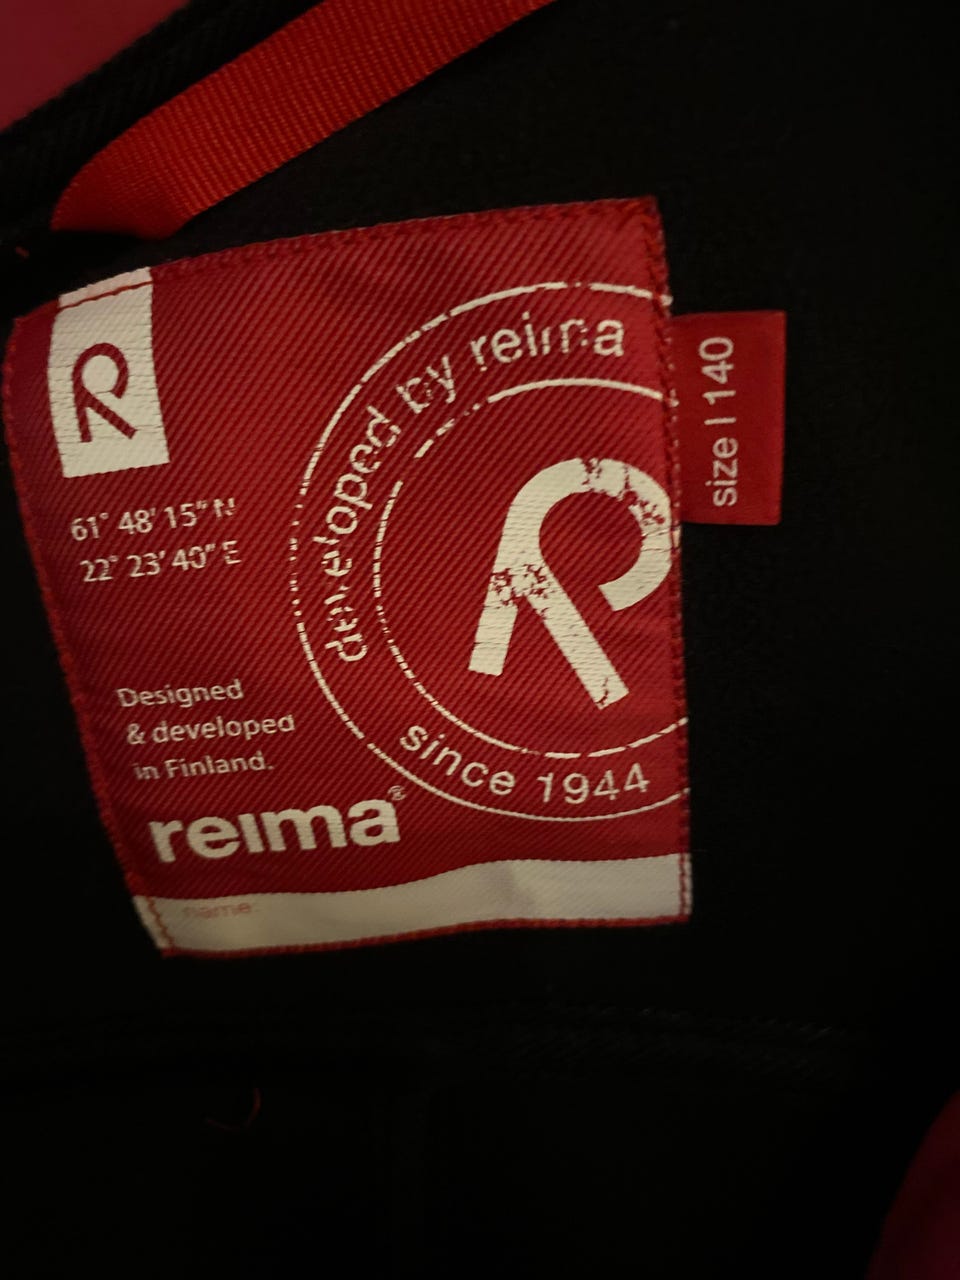 developed by reima
size | 140
61° 48' 15" N
22° 23' 40" E
Designed
& developed
in Finland.
since 1944
reima®
name: